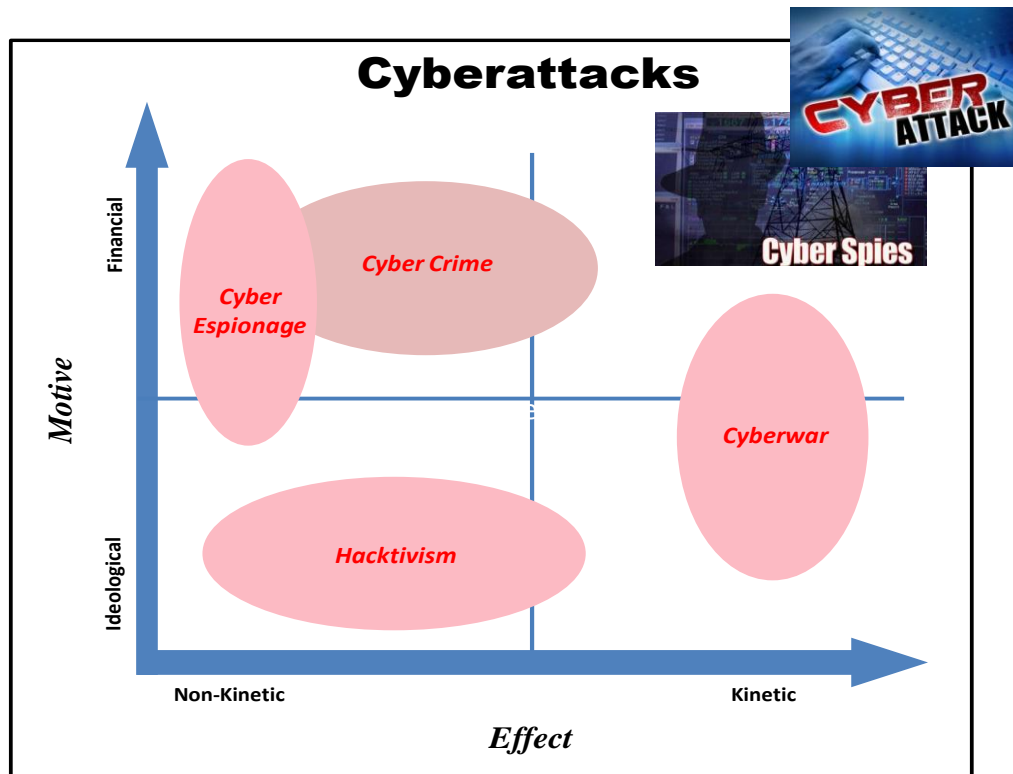 Cyberattacks
CYBER
ATTACK
Cyber Spies
Financial
Cyber Crime
Cyber
Espionage
Motive
Cyberwar
Hacktivism
Ideological
Non-Kinetic
Kinetic
Effect